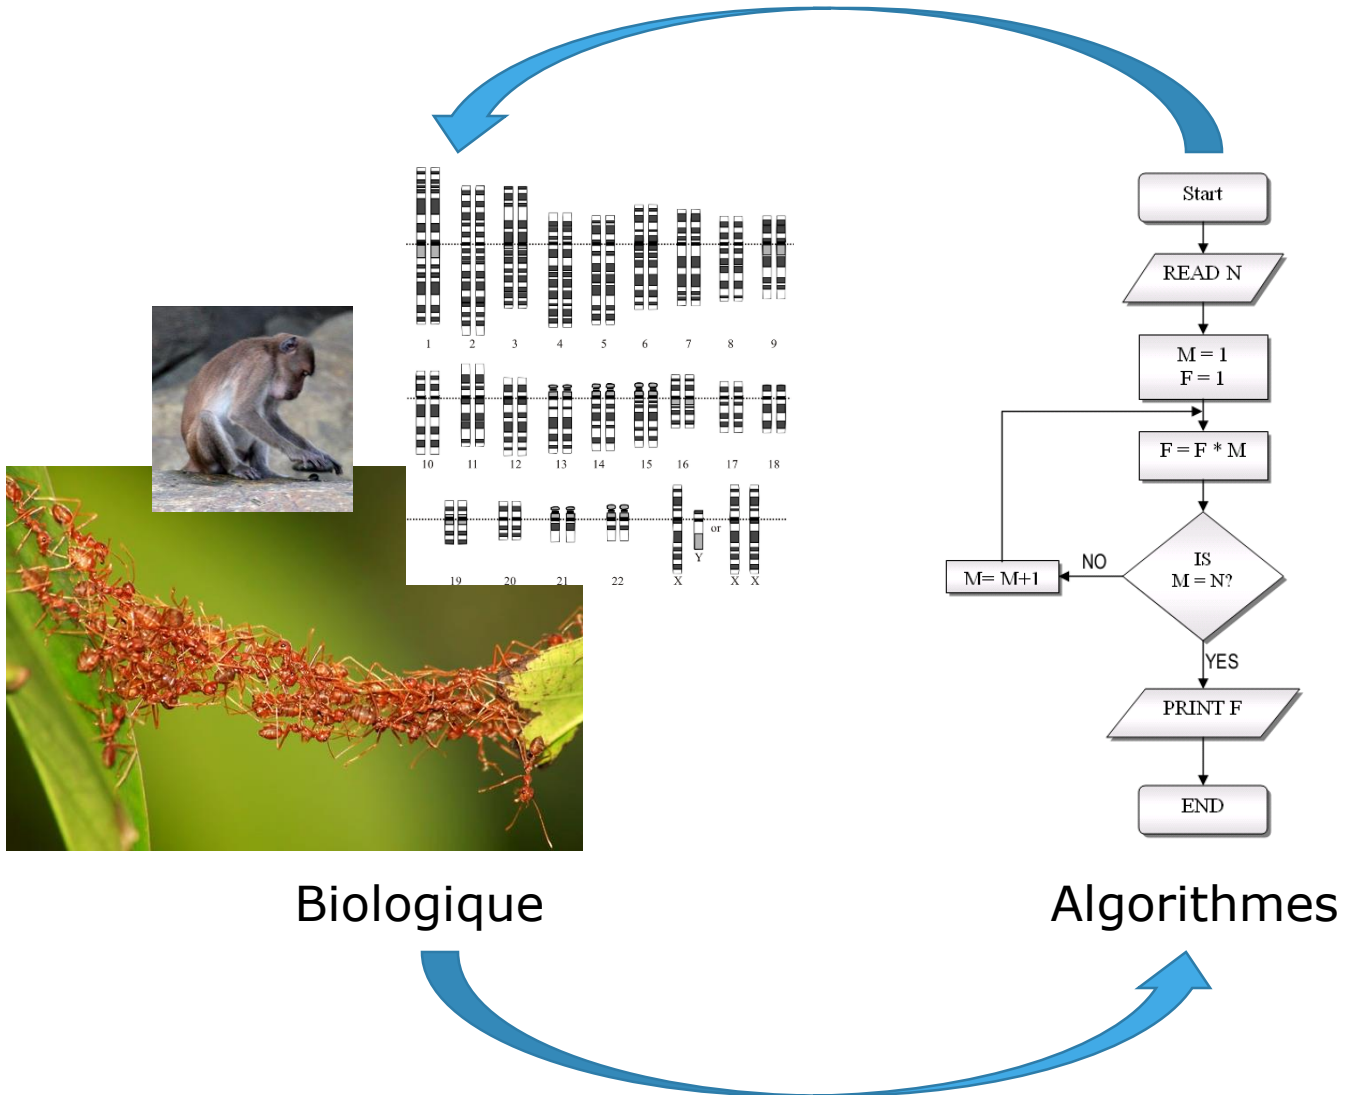 1 2 3 4 5 6 7 8 9
10 11 12 13 14 15 16 17 18
or
Y
19 20 21 22 X X X
Start
READ N
M = 1
F = 1
F = F * M
IS
M = N?
NO
M= M+1
YES
PRINT F
END
Biologique
Algorithmes